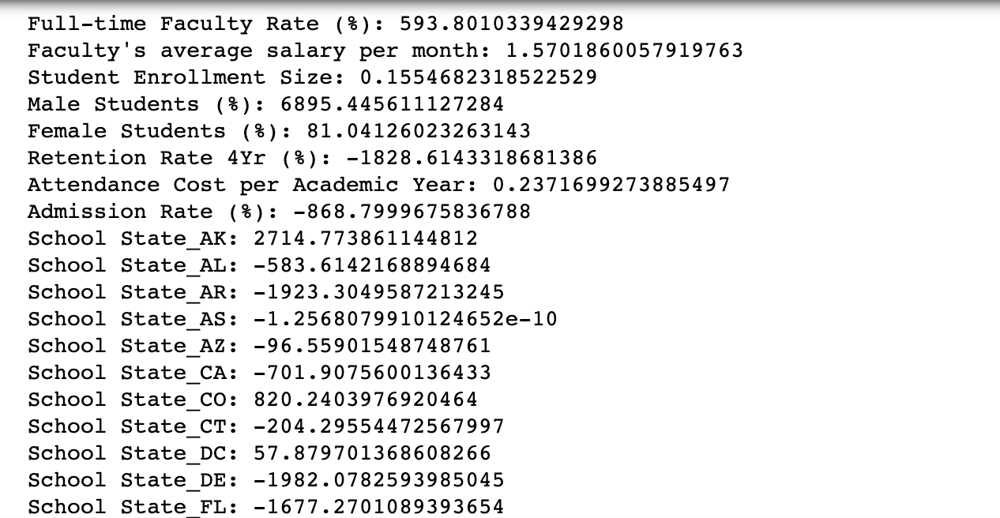 Full-time Faculty Rate (%): 593.8010339429298
Faculty's average salary per month: 1.5701860057919763
Student Enrollment Size: 0.1554682318522529
Male Students (%): 6895.445611127284
Female Students (%): 81.04126023263143
Retention Rate 4Yr (%): -1828.6143318681386
Attendance Cost per Academic Year: 0.2371699273885497
Admission Rate (%): -868.7999675836788
School State_AK: 2714.773861144812
School State_AL: -583.6142168894684
School State_AR: -1923.3049587213245
School State_AS: -1.2568079910124652e-10
School State_AZ: -96.55901548748761
School State_CA: -701.9075600136433
School State_CO: 820.2403976920464
School State_CT: -204.29554472567997
School State_DC: 57.879701368608266
School State_DE: -1982.0782593985045
School State_FL: -1677.2701089393654